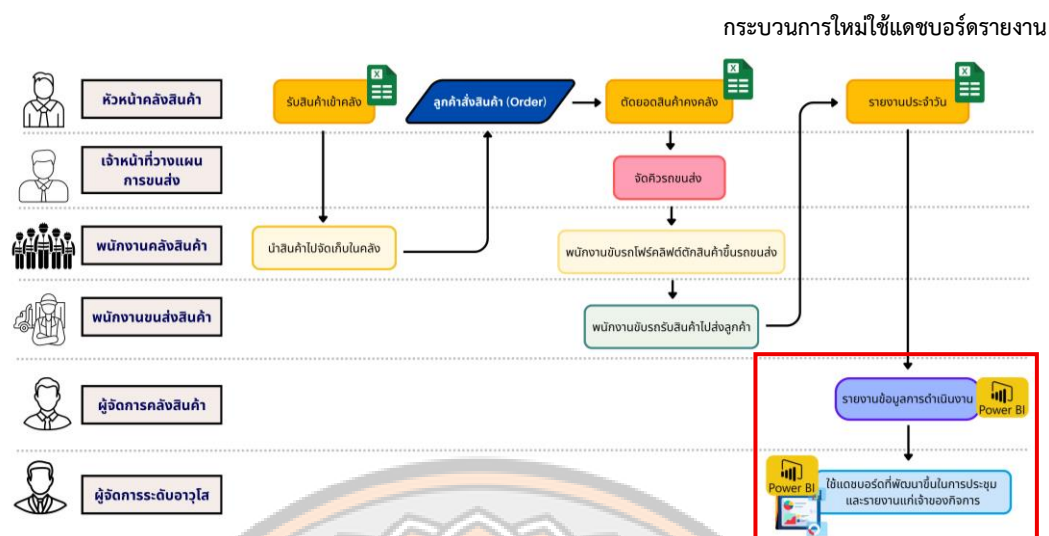 กระบวนการใหม่ใช้แดชบอร์ดรายงาน
หัวหน้าคลังสินค้า
รับสินค้าเข้าคลัง
X
ลูกค้าสั่งสินค้า (Order)
ตัดยอดสินค้าคงคลัง
X
รายงานประจำวัน
X
เจ้าหน้าที่วางแผน
การขนส่ง
จัดคิวรถขนส่ง
พนักงานคลังสินค้า
นำสินค้าไปจัดเก็บในคลัง
พนักงานขับรถโฟร์คลิฟต์ตักสินค้าขึ้นรถขนส่ง
พนักงานขนส่งสินค้า
พนักงานขับรถรับสินค้าไปส่งลูกค้า
ผู้จัดการคลังสินค้า
รายงานข้อมูลการดำเนินงาน
Power BI
ผู้จัดการระดับอาวุโส
Power BI
ใช้แดชบอร์ดที่พัฒนาขึ้นในการประชุม
และรายงานแก่เจ้าของกิจการ